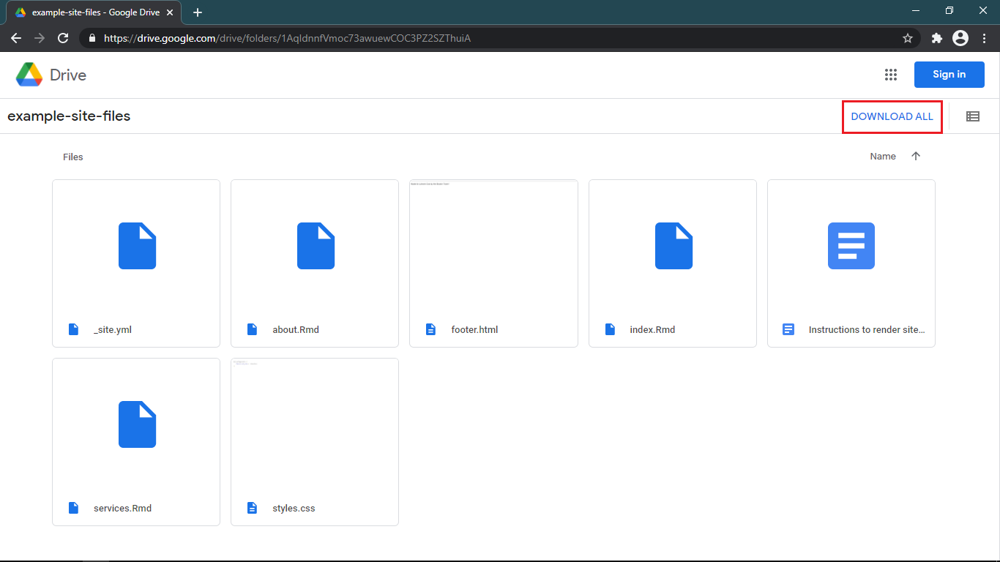 example-site-files - Google Drive
https://drive.google.com/drive/folders/1AqIdnnfVmoc73awuewCOC3PZ2SZThuiA
Drive
Sign in
example-site-files
DOWNLOAD ALL
Files
Name
_site.yml
about.Rmd
footer.html
index.Rmd
Instructions to render site...
services.Rmd
styles.css